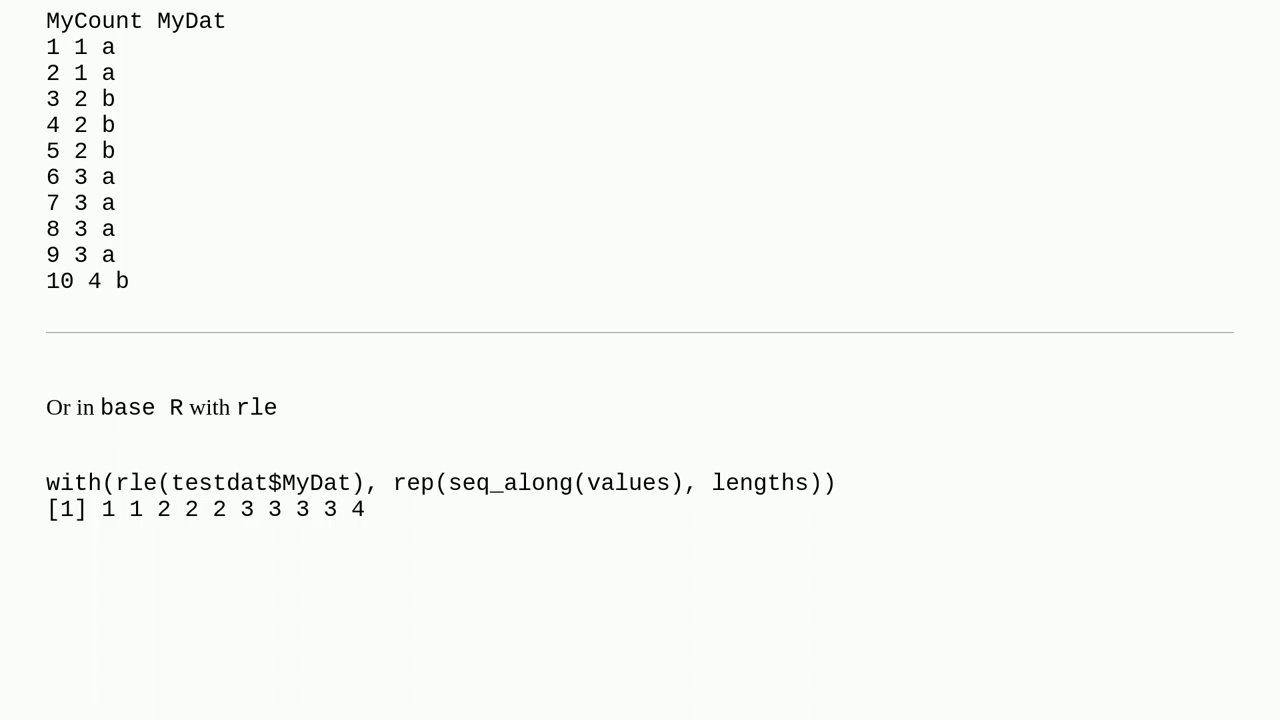 MyCount MyDat
1 1 a
2 1 a
3 2 b
4 2 b
5 2 b
6 3 a
7 3 a
8 3 a
9 3 a
10 4 b
Or in base R with rle
with(rle(testdat$MyDat), rep(seq_along(values), lengths))
[1] 1 1 2 2 2 3 3 3 3 4